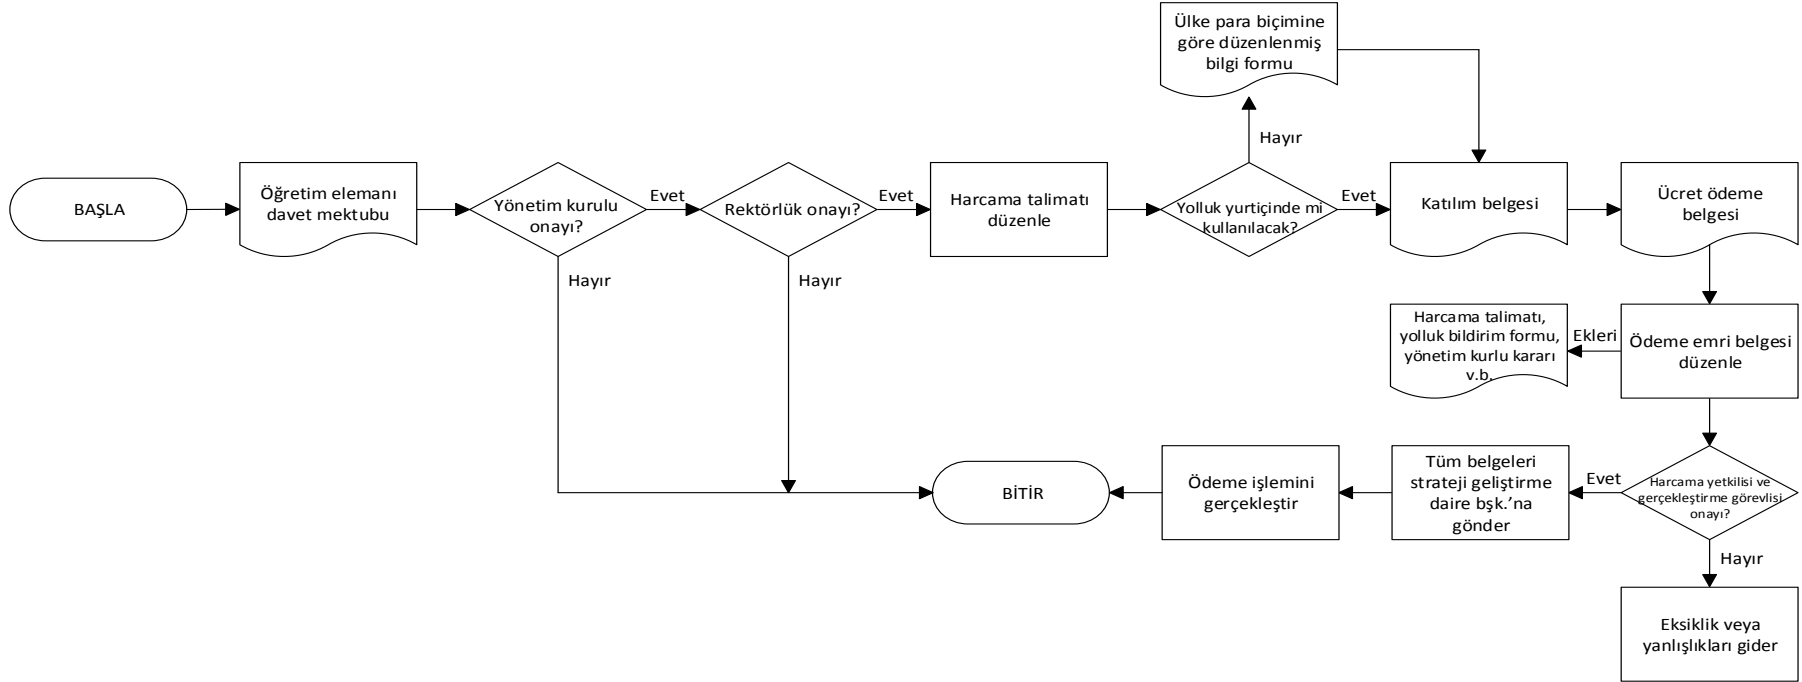 Ülke para biçimine
göre düzenlenmiş
bilgi formu
Hayır
BAŞLA
Öğretim elemanı
davet mektubu
Yönetim kurulu
onayı?
Evet
Hayır
Rektörlük onayı?
Evet
Hayır
Harcama talimatı
düzenle
Yolluk yurtiçinde mi
kullanılacak?
Evet
Katılım belgesi
Ücret ödeme
belgesi
Ödeme emri belgesi
düzenle
Ekleri
Harcama talimatı,
yolluk bildirim formu,
yönetim kurlu kararı
v.b.
Harcama yetkilisi ve
gerçekleştirme görevlisi
onayı?
Evet
Tüm belgeleri
strateji geliştirme
daire bşk.’na
gönder
Ödeme işlemini
gerçekleştir
BİTİR
Hayır
Eksiklik veya
yanlışlıkları gider